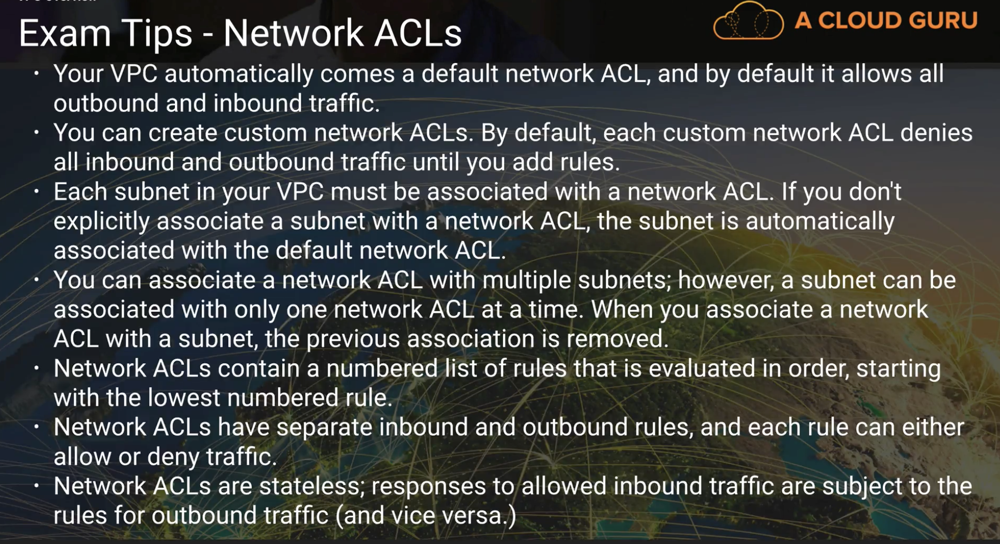 Exam Tips - Network ACLs
A CLOUD GURU
• Your VPC automatically comes a default network ACL, and by default it allows all
outbound and inbound traffic.
• You can create custom network ACLs. By default, each custom network ACL denies
all inbound and outbound traffic until you add rules.
• Each subnet in your VPC must be associated with a network ACL. If you don't
explicitly associate a subnet with a network ACL, the subnet is automatically
associated with the default network ACL.
• You can associate a network ACL with multiple subnets; however, a subnet can be
associated with only one network ACL at a time. When you associate a network
ACL with a subnet, the previous association is removed.
• Network ACLs contain a numbered list of rules that is evaluated in order, starting
with the lowest numbered rule.
• Network ACLs have separate inbound and outbound rules, and each rule can either
allow or deny traffic.
• Network ACLs are stateless; responses to allowed inbound traffic are subject to the
rules for outbound traffic (and vice versa.)